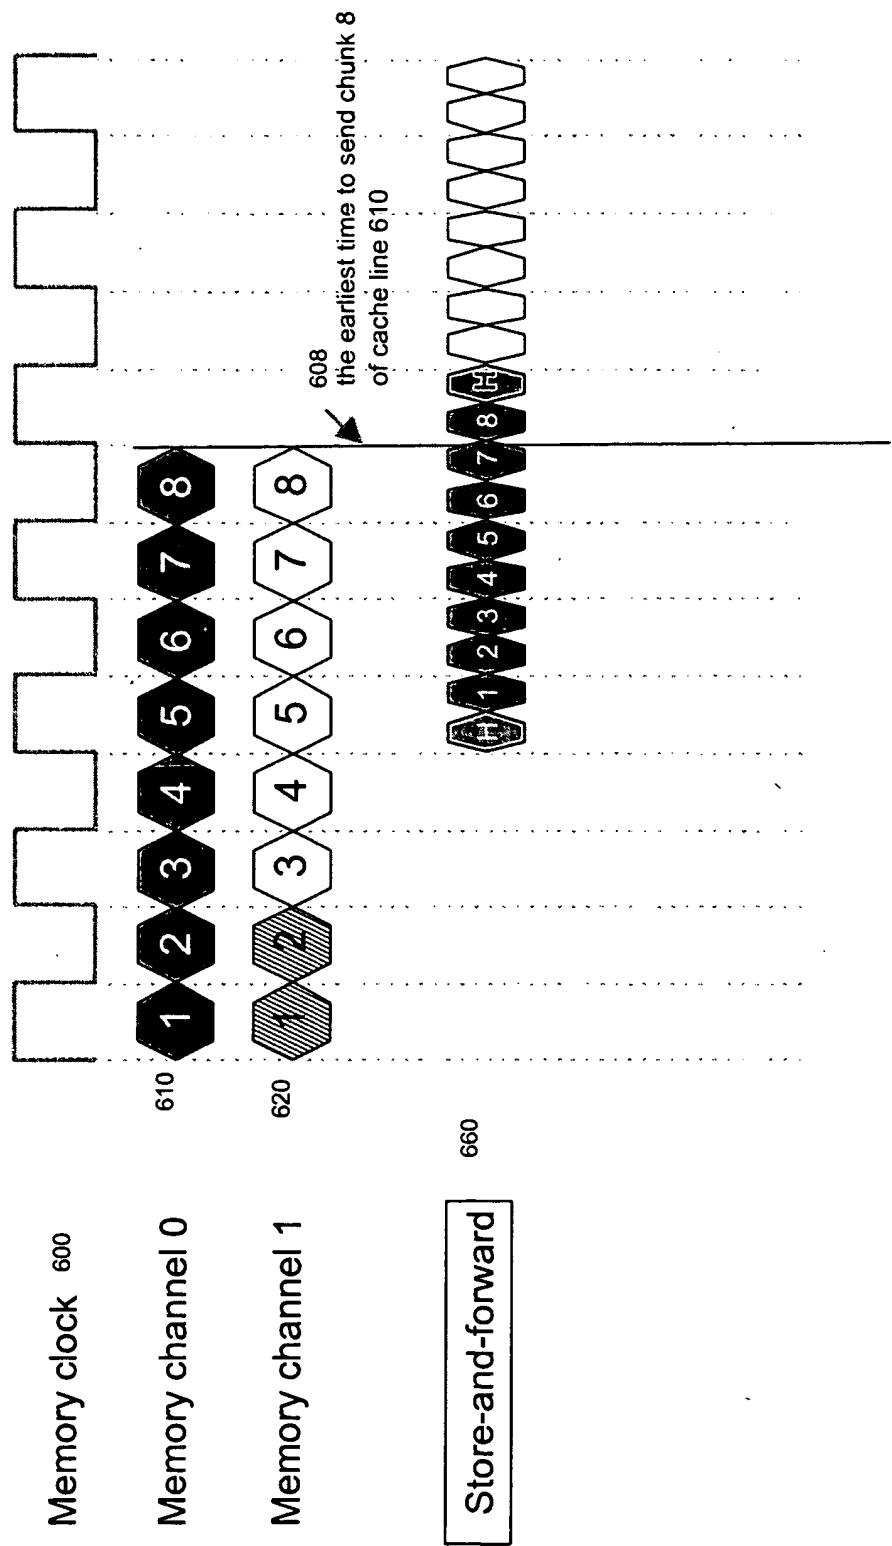 Memory clock 600
Memory channel 0 610 1 2 3 4 5 6 7 8
Memory channel 1 620 1 2 3 4 5 6 7 8
608
the earliest time to send chunk 8
of cache line 610
Store-and-forward 660 H 1 2 3 4 5 6 7 8 H